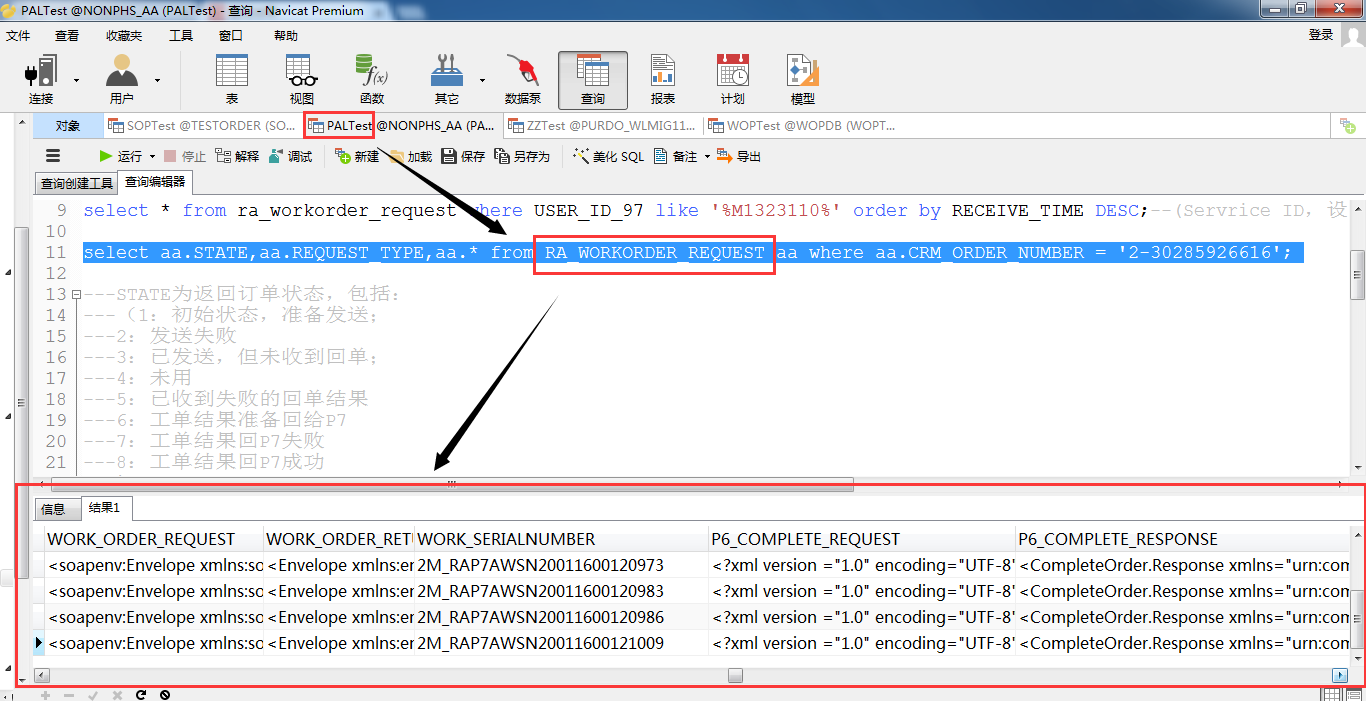 PALTest @NONPHS_AA (PALTest) - 查询 - Navicat Premium
文件 查看 收藏夹 工具 窗口 帮助 登录
连接 用户 表 视图 函数 其它 数据泵 查询 报表 计划 模型
对象 SOPTest @TESTORDER (SO... PALTest @NONPHS_AA (PA... ZZTest @PURDO_WLMIG11... WOPTest @WOPDB (WOPT...
运行 停止 解释 调试 新建 加载 保存 另存为 美化 SQL 备注 导出
查询创建工具 查询编辑器
9 select * from ra_workorder_request where USER_ID_97 like '%M1323110%' order by RECEIVE_TIME DESC;--(Servrice ID，设
10
11 select aa.STATE,aa.REQUEST_TYPE,aa.* from RA_WORKORDER_REQUEST aa where aa.CRM_ORDER_NUMBER = '2-30285926616';
12
13 ---STATE为返回订单状态，包括：
14 ---（1：初始状态，准备发送；
15 ---2：发送失败
16 ---3：已发送，但未收到回单；
17 ---4：未用
18 ---5：已收到失败的回单结果
19 ---6：工单结果准备回给P7
20 ---7：工单结果回P7失败
21 ---8：工单结果回P7成功
信息 结果1
WORK_ORDER_REQUEST WORK_ORDER_RETU WORK_SERIALNUMBER P6_COMPLETE_REQUEST P6_COMPLETE_RESPONSE
<soapenv:Envelope xmlns:so <Envelope xmlns:er 2M_RAP7AWSN20011600120973 <?xml version ="1.0" encoding="UTF-8" <CompleteOrder.Response xmlns="urn:com
<soapenv:Envelope xmlns:so <Envelope xmlns:er 2M_RAP7AWSN20011600120983 <?xml version ="1.0" encoding="UTF-8" <CompleteOrder.Response xmlns="urn:com
<soapenv:Envelope xmlns:so <Envelope xmlns:er 2M_RAP7AWSN20011600120986 <?xml version ="1.0" encoding="UTF-8" <CompleteOrder.Response xmlns="urn:com
<soapenv:Envelope xmlns:so <Envelope xmlns:er 2M_RAP7AWSN20011600121009 <?xml version ="1.0" encoding="UTF-8" <CompleteOrder.Response xmlns="urn:com